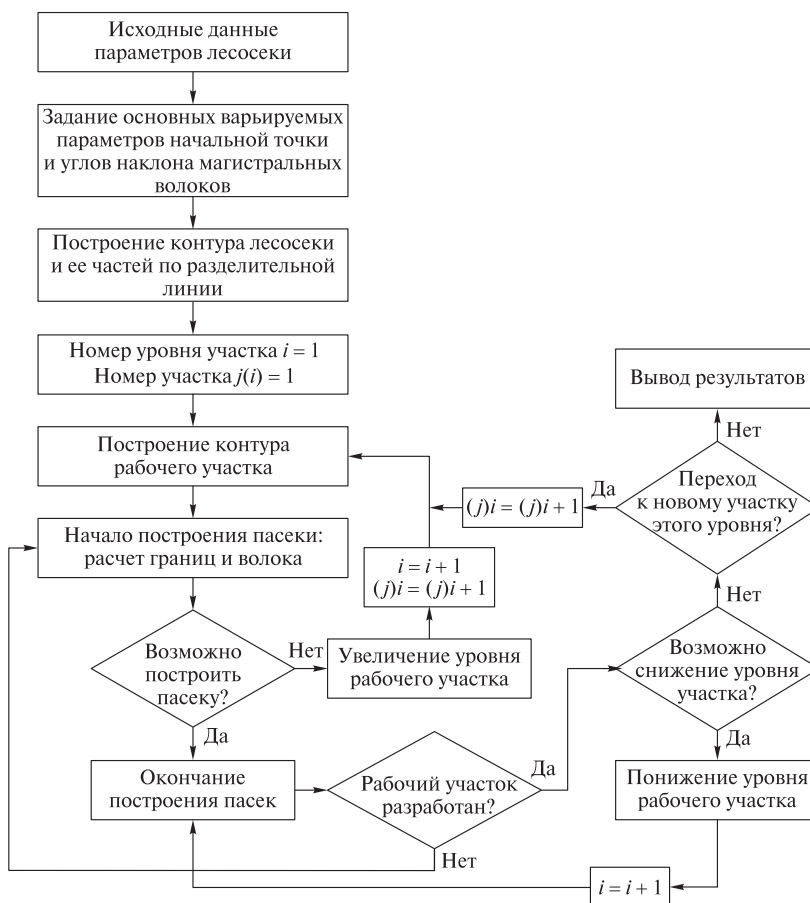 Исходные данные
параметров лесосеки
Задание основных варьируемых
параметров начальной точки
и углов наклона магистральных
волоков
Построение контура лесосеки
и ее частей по разделительной
линии
Номер уровня участка i = 1
Номер участка j(i) = 1
Построение контура
рабочего участка
Начало построения пасеки:
расчет границ и волока
Возможно
построить
пасеку?
Нет
Да
Увеличение уровня
рабочего участка
i = i + 1
(j)i = (j)i + 1
Окончание
построения пасек
Рабочий участок
разработан?
Да
Нет
Вывод результатов
Нет
Переход
к новому участку
этого уровня?
Да
(j)i = (j)i + 1
Нет
Возможно
снижение уровня
участка?
Да
Понижение уровня
рабочего участка
i = i + 1